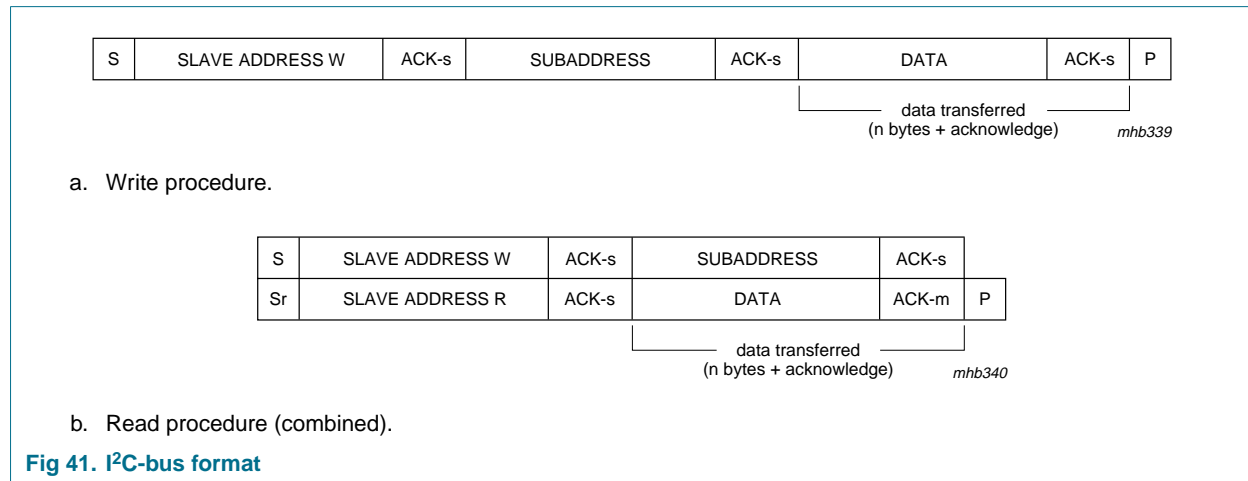 S SLAVE ADDRESS W ACK-s SUBADDRESS ACK-s DATA ACK-s P
data transferred
(n bytes + acknowledge)
mhb339
a. Write procedure.
S SLAVE ADDRESS W ACK-s SUBADDRESS ACK-s
Sr SLAVE ADDRESS R ACK-s DATA ACK-m P
data transferred
(n bytes + acknowledge)
mhb340
b. Read procedure (combined).
Fig 41. I²C-bus format